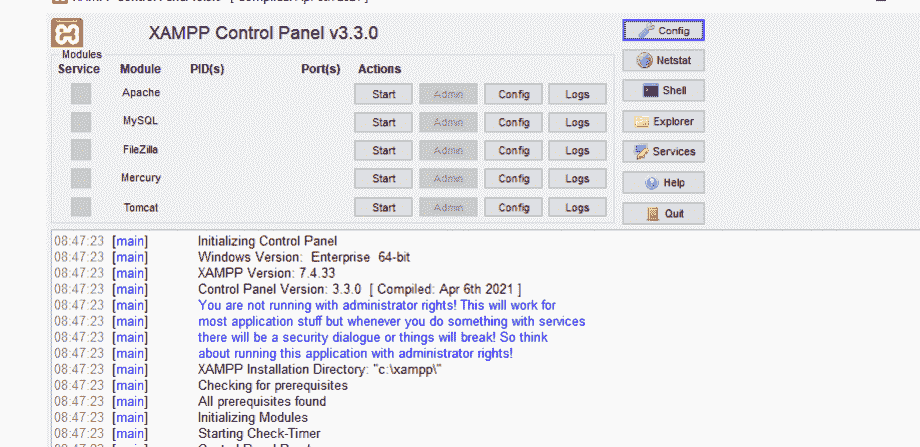 [ Compiled: Apr 6th 2021 ]
XAMPP Control Panel v3.3.0
Config
Modules
Service Module PID(s) Port(s) Actions
Netstat
Apache Start Admin Config Logs
Shell
MySQL Start Admin Config Logs
Explorer
FileZilla Start Admin Config Logs
Services
Mercury Start Admin Config Logs
Help
Tomcat Start Admin Config Logs
Quit
08:47:23 [main] Initializing Control Panel
08:47:23 [main] Windows Version: Enterprise 64-bit
08:47:23 [main] XAMPP Version: 7.4.33
08:47:23 [main] Control Panel Version: 3.3.0 [ Compiled: Apr 6th 2021 ]
08:47:23 [main] You are not running with administrator rights! This will work for
08:47:23 [main] most application stuff but whenever you do something with services
08:47:23 [main] there will be a security dialogue or things will break! So think
08:47:23 [main] about running this application with administrator rights!
08:47:23 [main] XAMPP Installation Directory: "c:\xampp\"
08:47:23 [main] Checking for prerequisites
08:47:23 [main] All prerequisites found
08:47:23 [main] Initializing Modules
08:47:23 [main] Starting Check-Timer